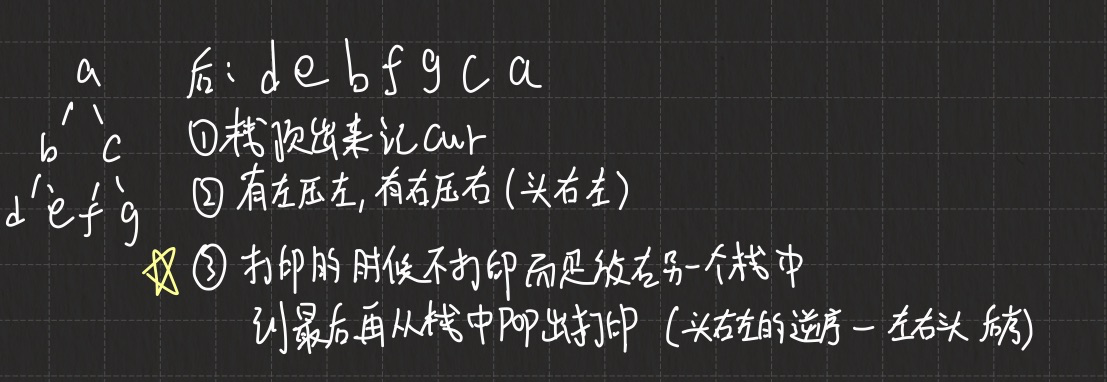 a
后: d e b f g c a
b c
①栈顶出来记cur
d e f g
②有左压左,有右压右(头右左)
③打印的时候不打印而是放在另一个栈中
到最后再从栈中pop出打印(头右左的逆序—左右头 后序)